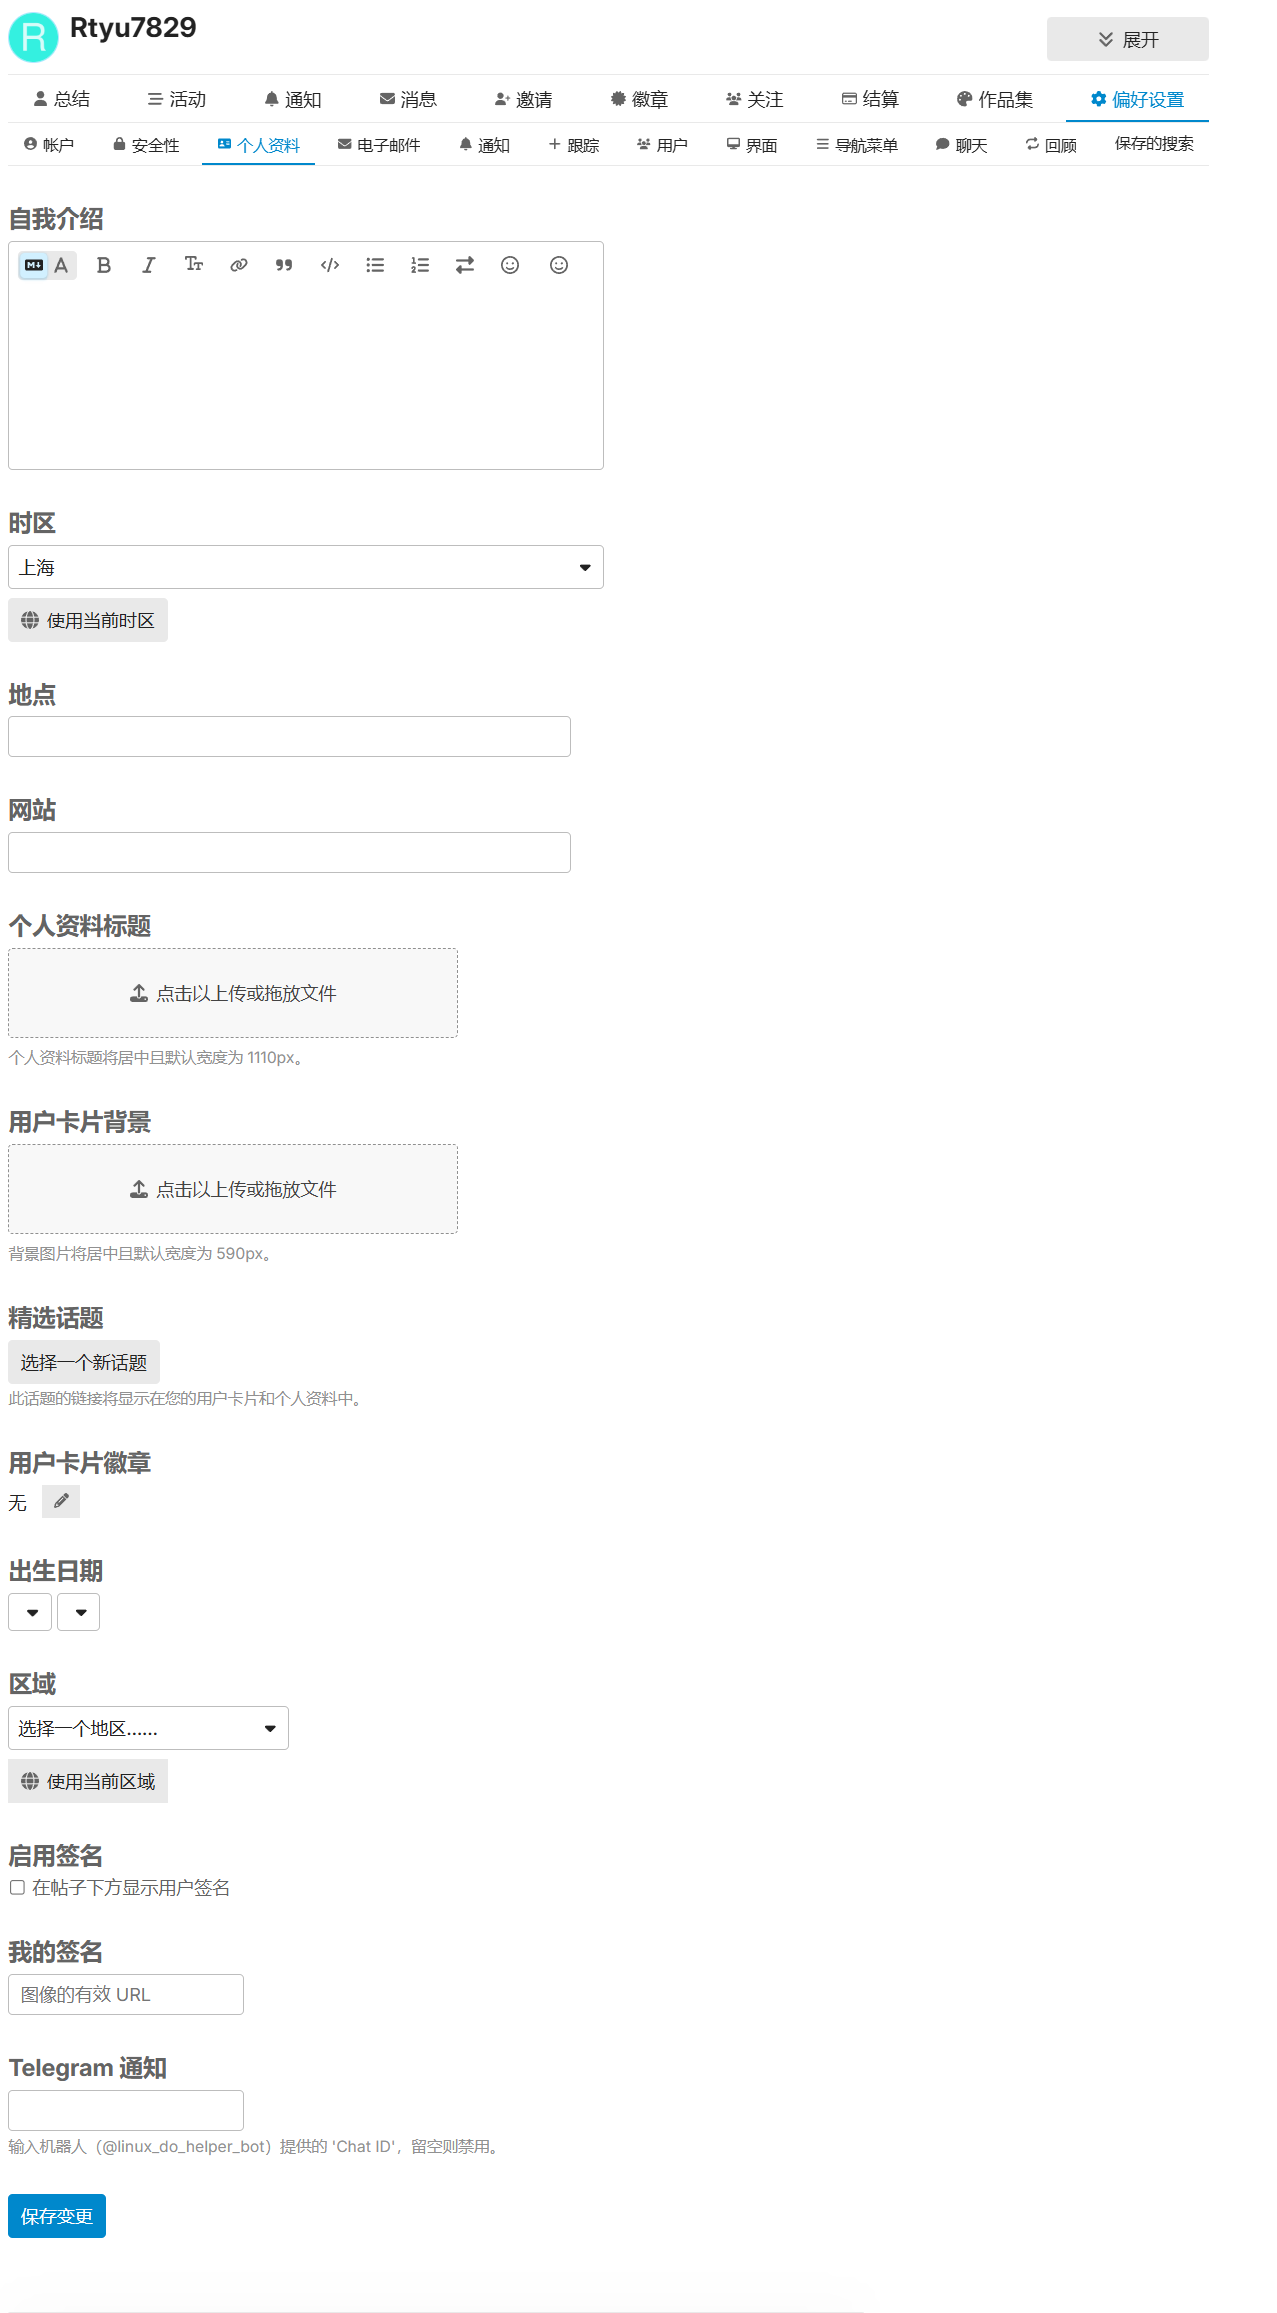 R
Rtyu7829
展开
总结 活动 通知 消息 邀请 徽章 关注 结算 作品集 偏好设置
帐户 安全性 个人资料 电子邮件 通知 跟踪 用户 界面 导航菜单 聊天 回顾 保存的搜索
自我介绍
时区
上海
使用当前时区
地点
网站
个人资料标题
点击以上传或拖放文件
个人资料标题将居中且默认宽度为 1110px。
用户卡片背景
点击以上传或拖放文件
背景图片将居中且默认宽度为 590px。
精选话题
选择一个新话题
此话题的链接将显示在您的用户卡片和个人资料中。
用户卡片徽章
无
出生日期
区域
选择一个地区......
使用当前区域
启用签名
在帖子下方显示用户签名
我的签名
图像的有效 URL
Telegram 通知
输入机器人（@linux_do_helper_bot）提供的 'Chat ID'，留空则禁用。
保存变更